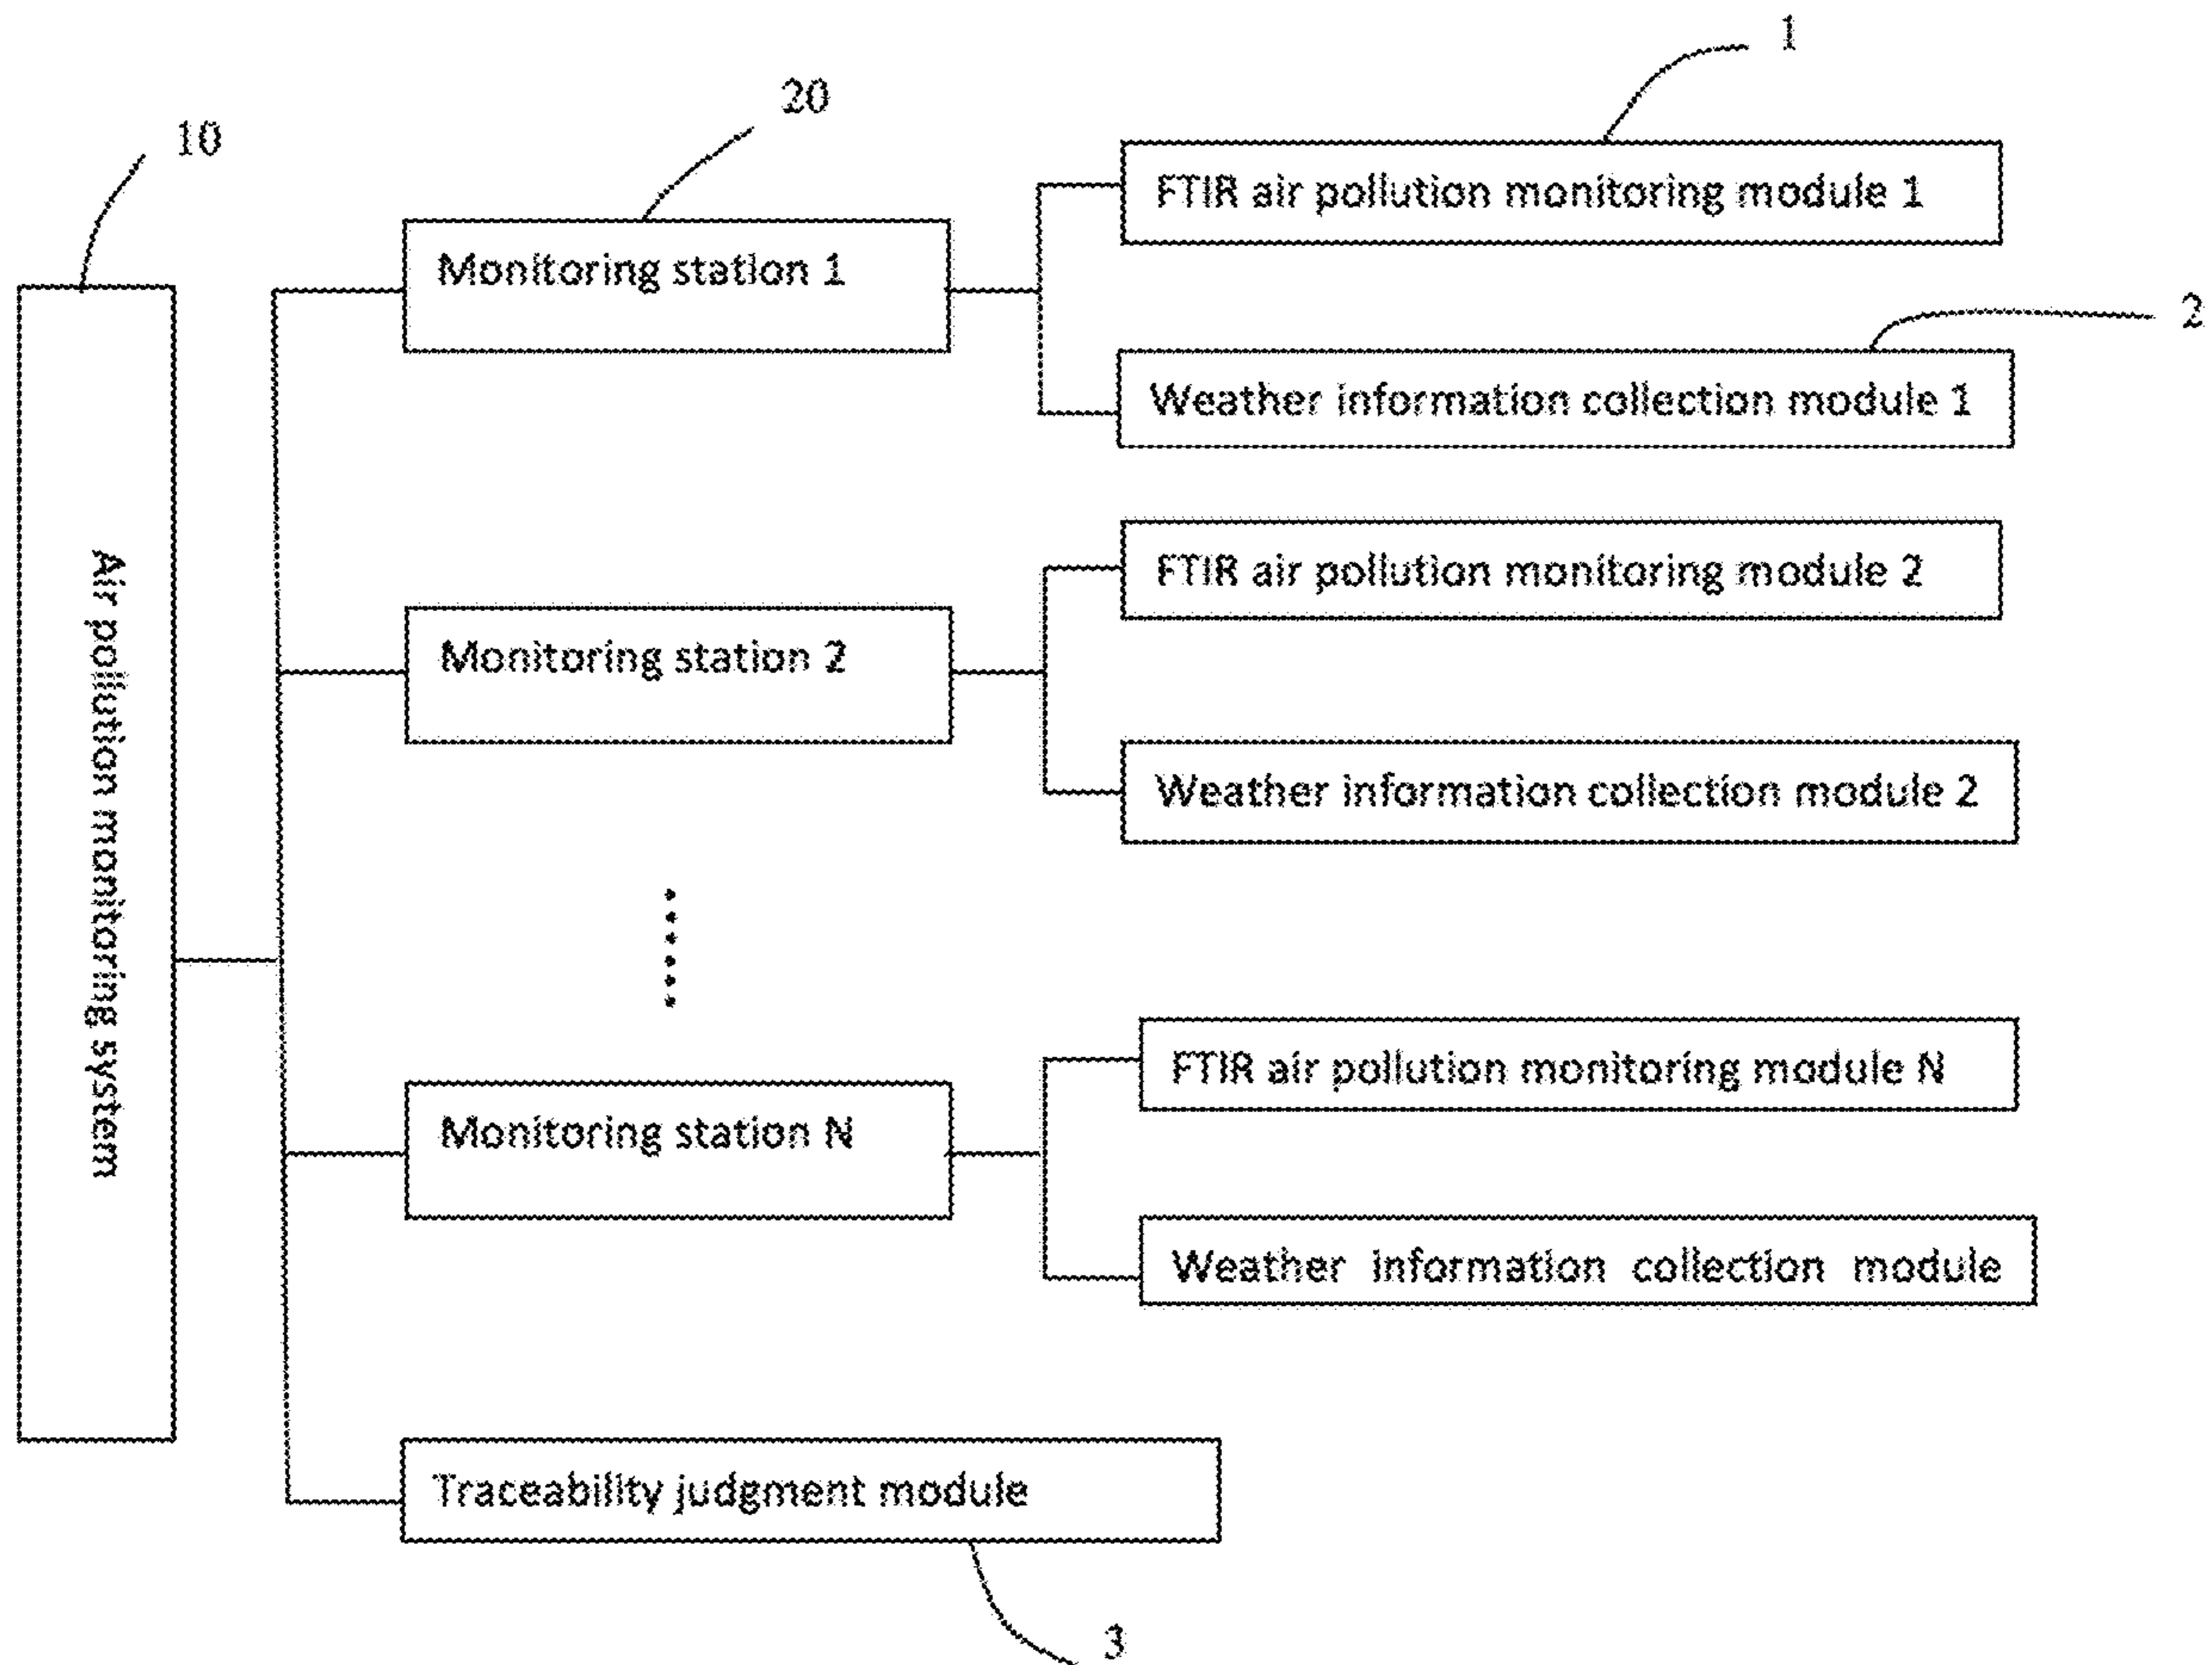 1
20
10
FTIR air pollution monitoring module 1
Monitoring station 1
2
Weather information collection module 1
Air pollution monitoring system
FTIR air pollution monitoring module 2
Monitoring station 2
Weather information collection module 2
FTIR air pollution monitoring module N
Monitoring station N
Weather information collection module
Traceability judgment module
3